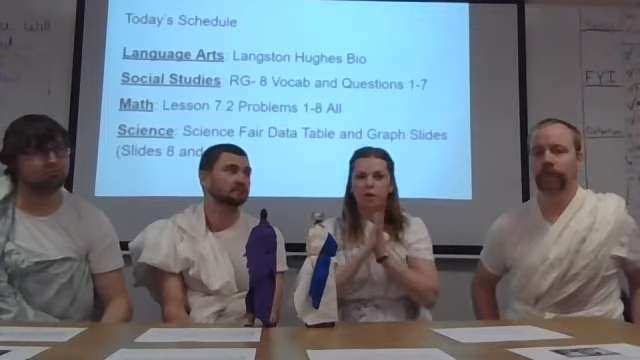 Today's Schedule
Language Arts: Langston Hughes Bio
Social Studies: RG- 8 Vocab and Questions 1-7
Math: Lesson 7.2 Problems 1-8 All
Science: Science Fair Data Table and Graph Slides
(Slides 8 and
FYI